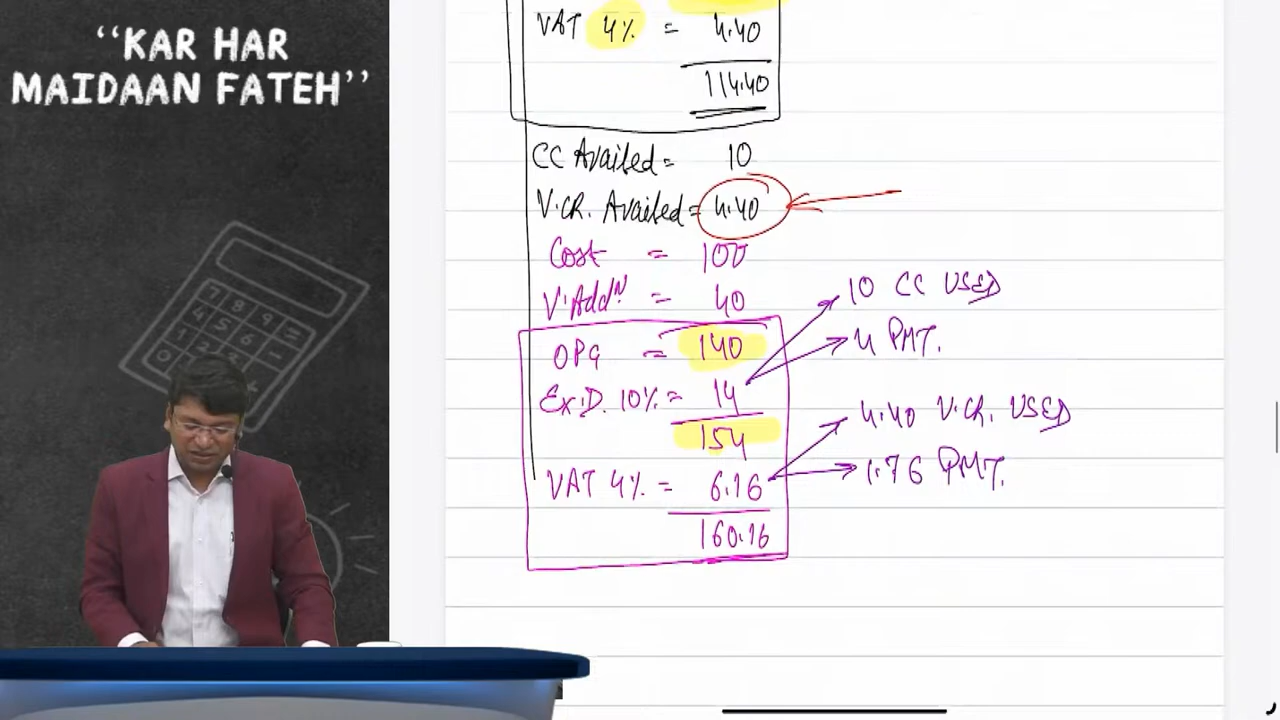 “KAR HAR
MAIDAAN FATEH”
VAT 4% = 4.40
114.40
CC Availed = 10
V.CR. Availed = 4.40
Cost = 100
V'Addn = 40
OPG = 140
Ex.D. 10% = 14
154
VAT 4% = 6.16
160.16
10 CC USED
4 PMT.
4.40 V.CR. USED
1.76 PMT.